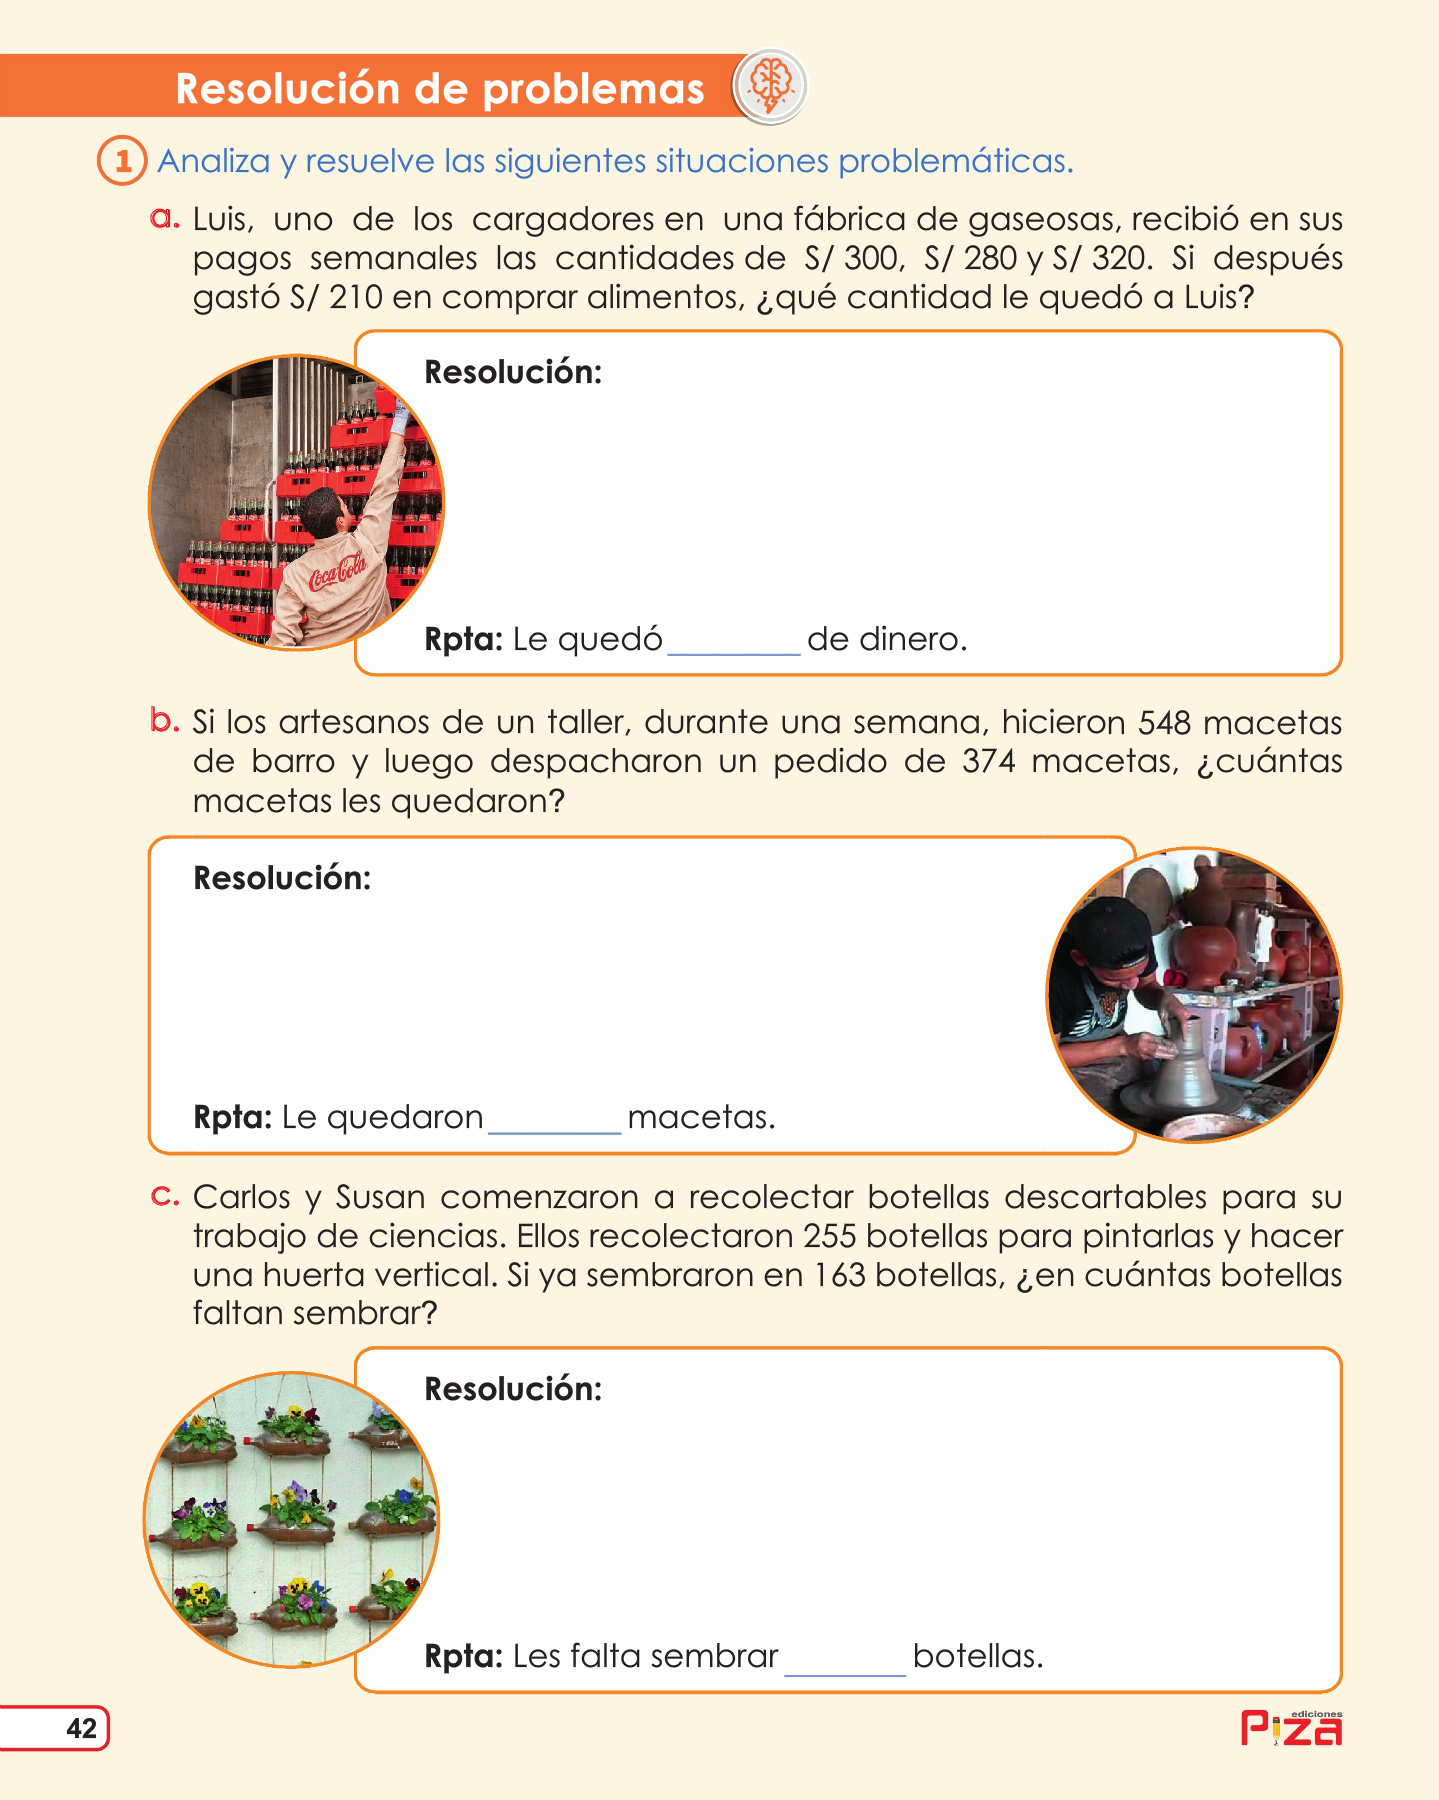 Resolución de problemas
1 Analiza y resuelve las siguientes situaciones problemáticas.
a. Luis, uno de los cargadores en una fábrica de gaseosas, recibió en sus
pagos semanales las cantidades de S/ 300, S/ 280 y S/ 320. Si después
gastó S/ 210 en comprar alimentos, ¿qué cantidad le quedó a Luis?
Resolución:
Coca-Cola
Rpta: Le quedó ________ de dinero.
b. Si los artesanos de un taller, durante una semana, hicieron 548 macetas
de barro y luego despacharon un pedido de 374 macetas, ¿cuántas
macetas les quedaron?
Resolución:
Rpta: Le quedaron ________ macetas.
c. Carlos y Susan comenzaron a recolectar botellas descartables para su
trabajo de ciencias. Ellos recolectaron 255 botellas para pintarlas y hacer
una huerta vertical. Si ya sembraron en 163 botellas, ¿en cuántas botellas
faltan sembrar?
Resolución:
Rpta: Les falta sembrar _______ botellas.
42
ediciones
Piza